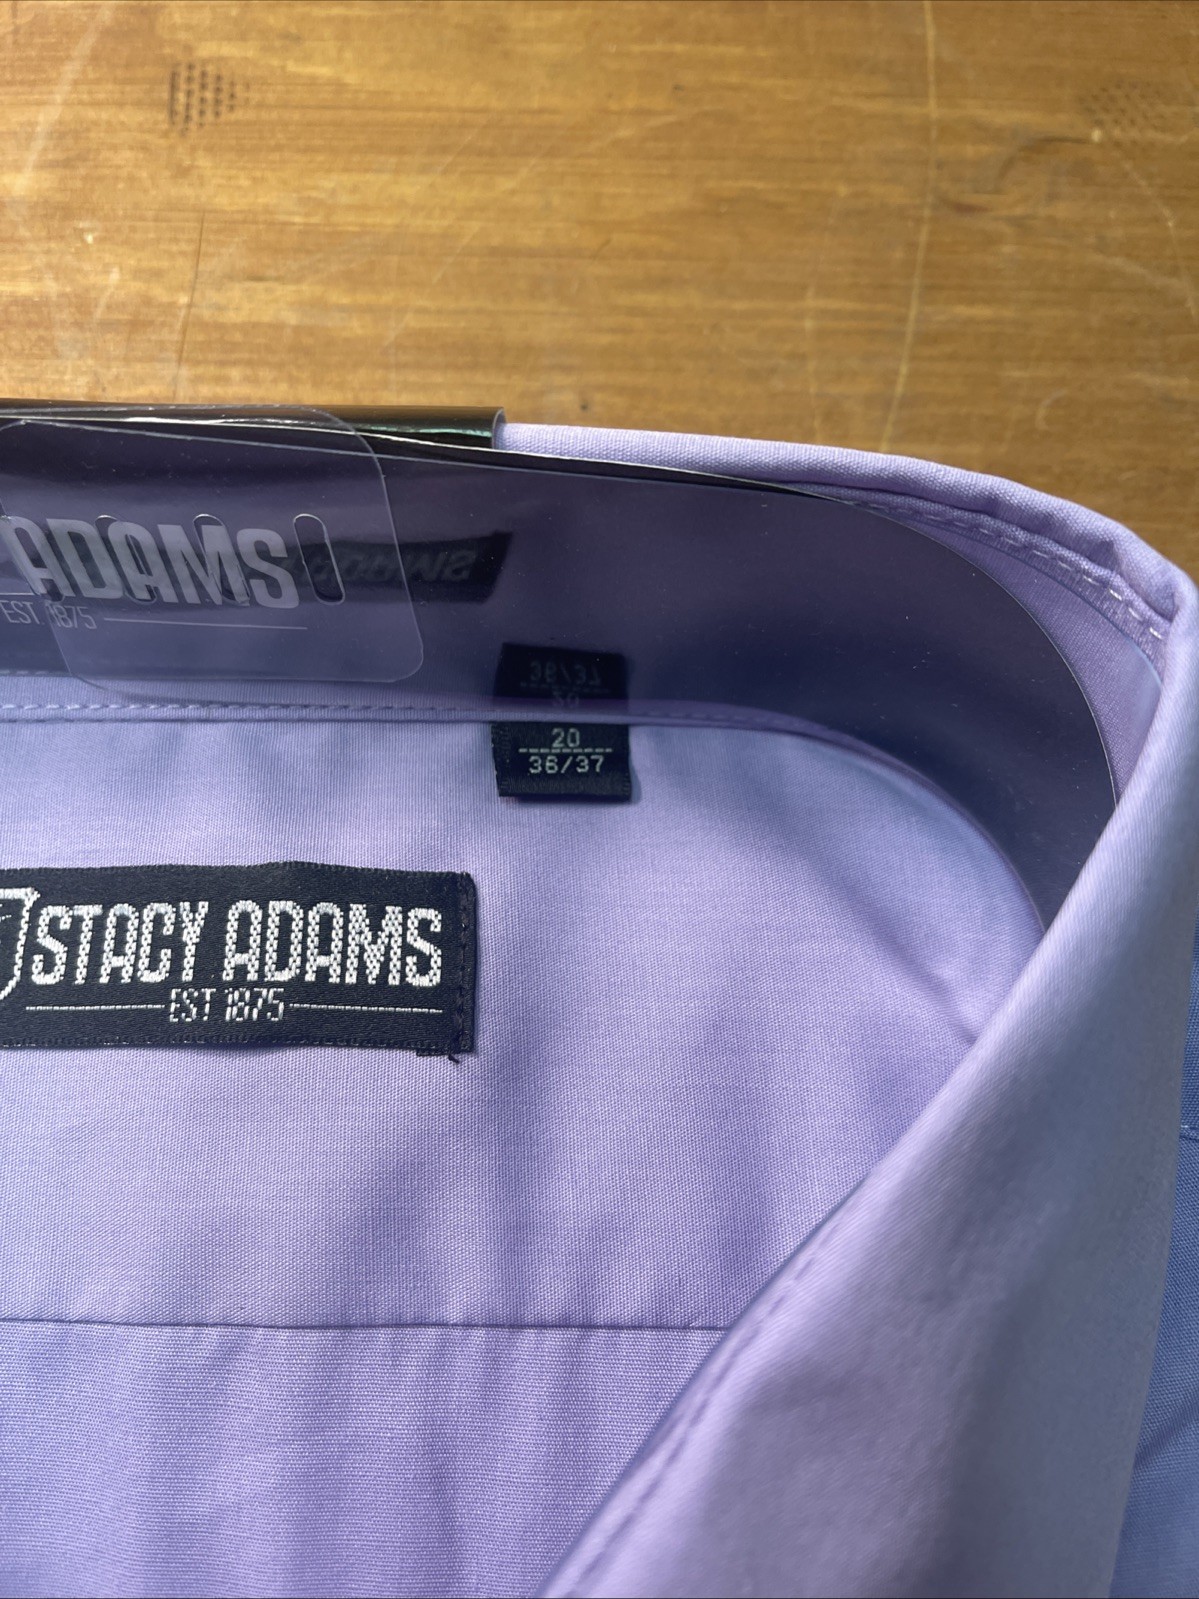 ADAMS
EST 1875
20
36/37
STACY ADAMS
EST 1875